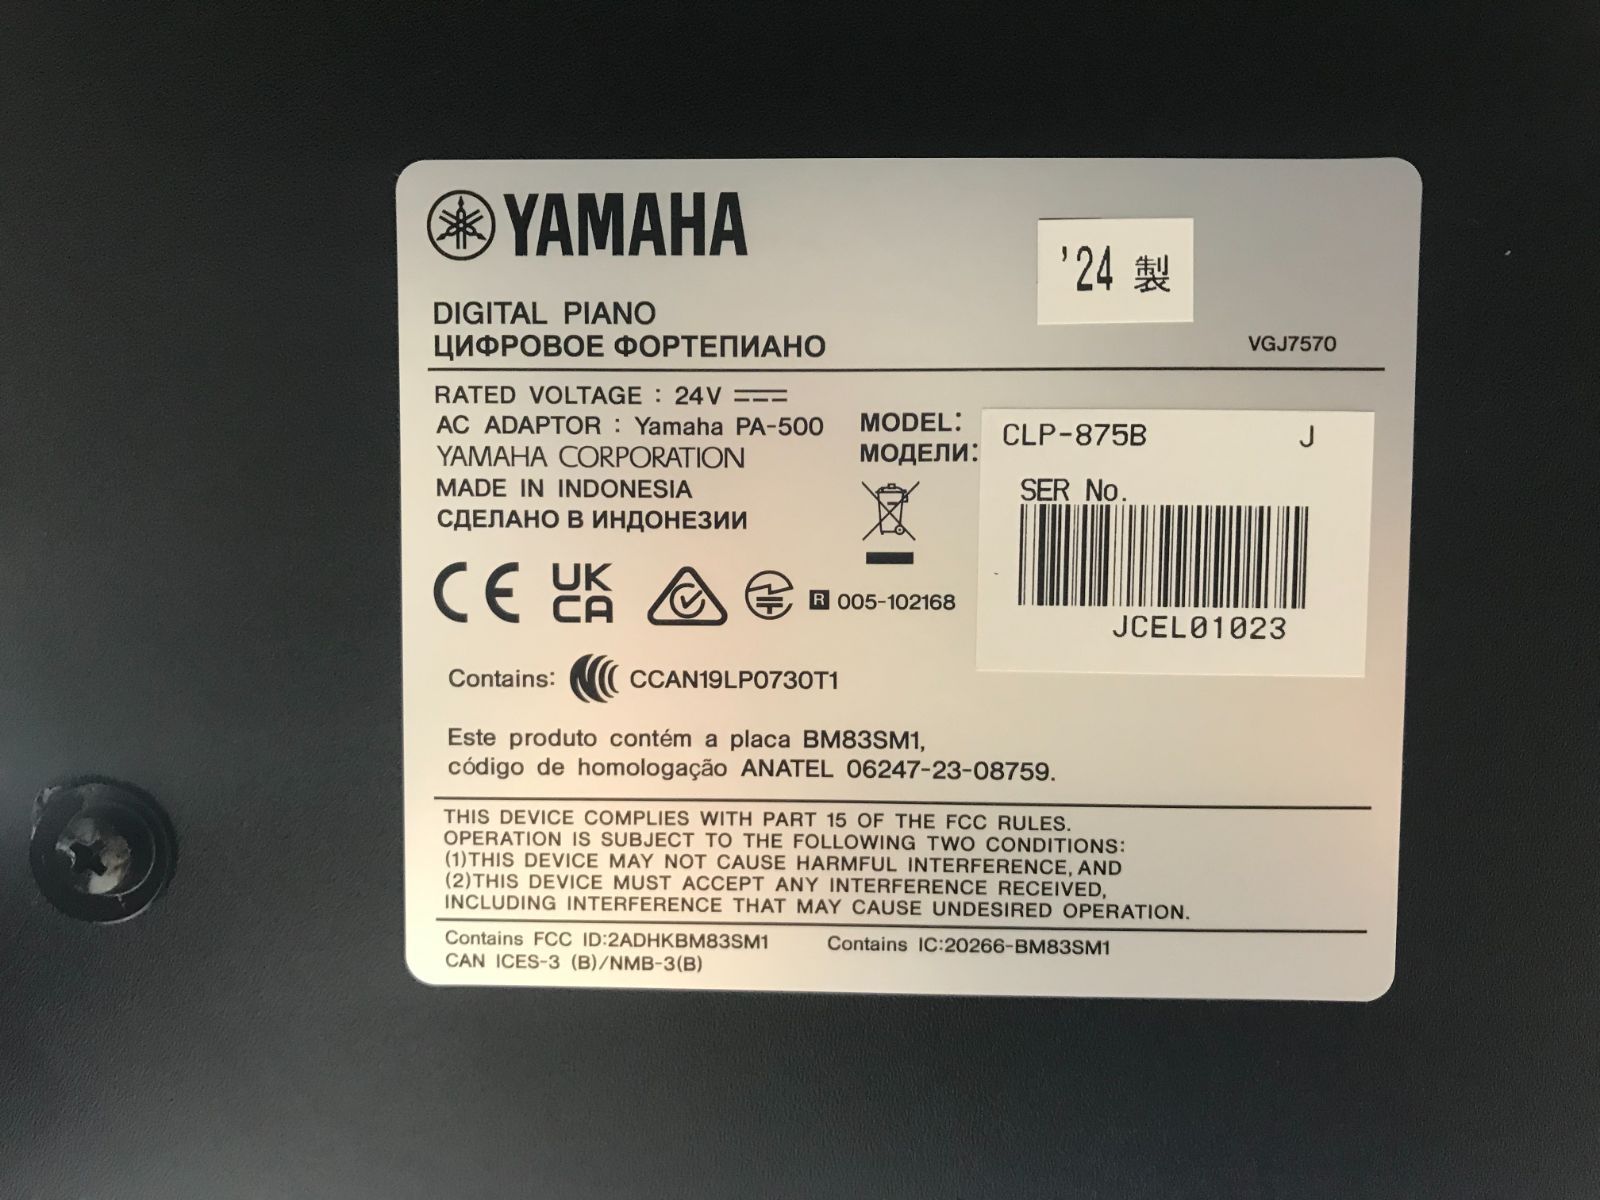 YAMAHA
'24 製
DIGITAL PIANO
ЦИФРОВОЕ ФОРТЕПИАНО
VGJ7570
RATED VOLTAGE : 24V
AC ADAPTOR : Yamaha PA-500
YAMAHA CORPORATION
MADE IN INDONESIA
СДЕЛАНО В ИНДОНЕЗИИ
MODEL:
МОДЕЛИ:
CLP-875B J
SER No.
JCEL01023
CE UKCA
R 005-102168
Contains: CCAN19LP0730T1
Este produto contém a placa BM83SM1,
código de homologação ANATEL 06247-23-08759.
THIS DEVICE COMPLIES WITH PART 15 OF THE FCC RULES.
OPERATION IS SUBJECT TO THE FOLLOWING TWO CONDITIONS:
(1)THIS DEVICE MAY NOT CAUSE HARMFUL INTERFERENCE, AND
(2)THIS DEVICE MUST ACCEPT ANY INTERFERENCE RECEIVED,
INCLUDING INTERFERENCE THAT MAY CAUSE UNDESIRED OPERATION.
Contains FCC ID:2ADHKBM83SM1 Contains IC:20266-BM83SM1
CAN ICES-3 (B)/NMB-3(B)